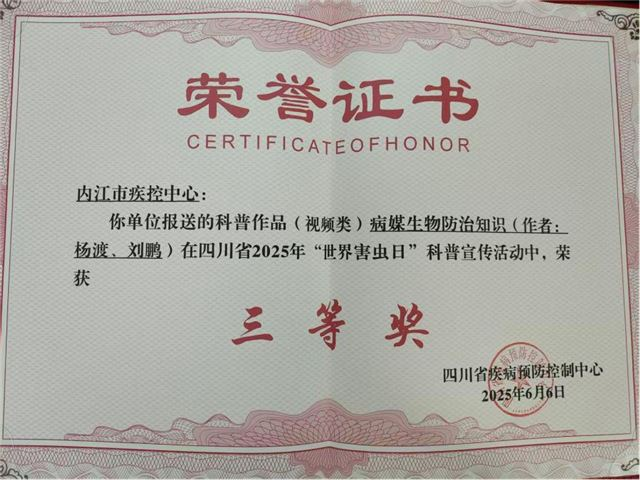 荣誉证书
CERTIFICATEOFHONOR
内江市疾控中心：
你单位报送的科普作品（视频类）病媒生物防治知识（作者：
杨渡、刘鹏）在四川省2025年“世界害虫日”科普宣传活动中，荣
获
三等奖
四川省疾病预防控制中心
2025年6月6日